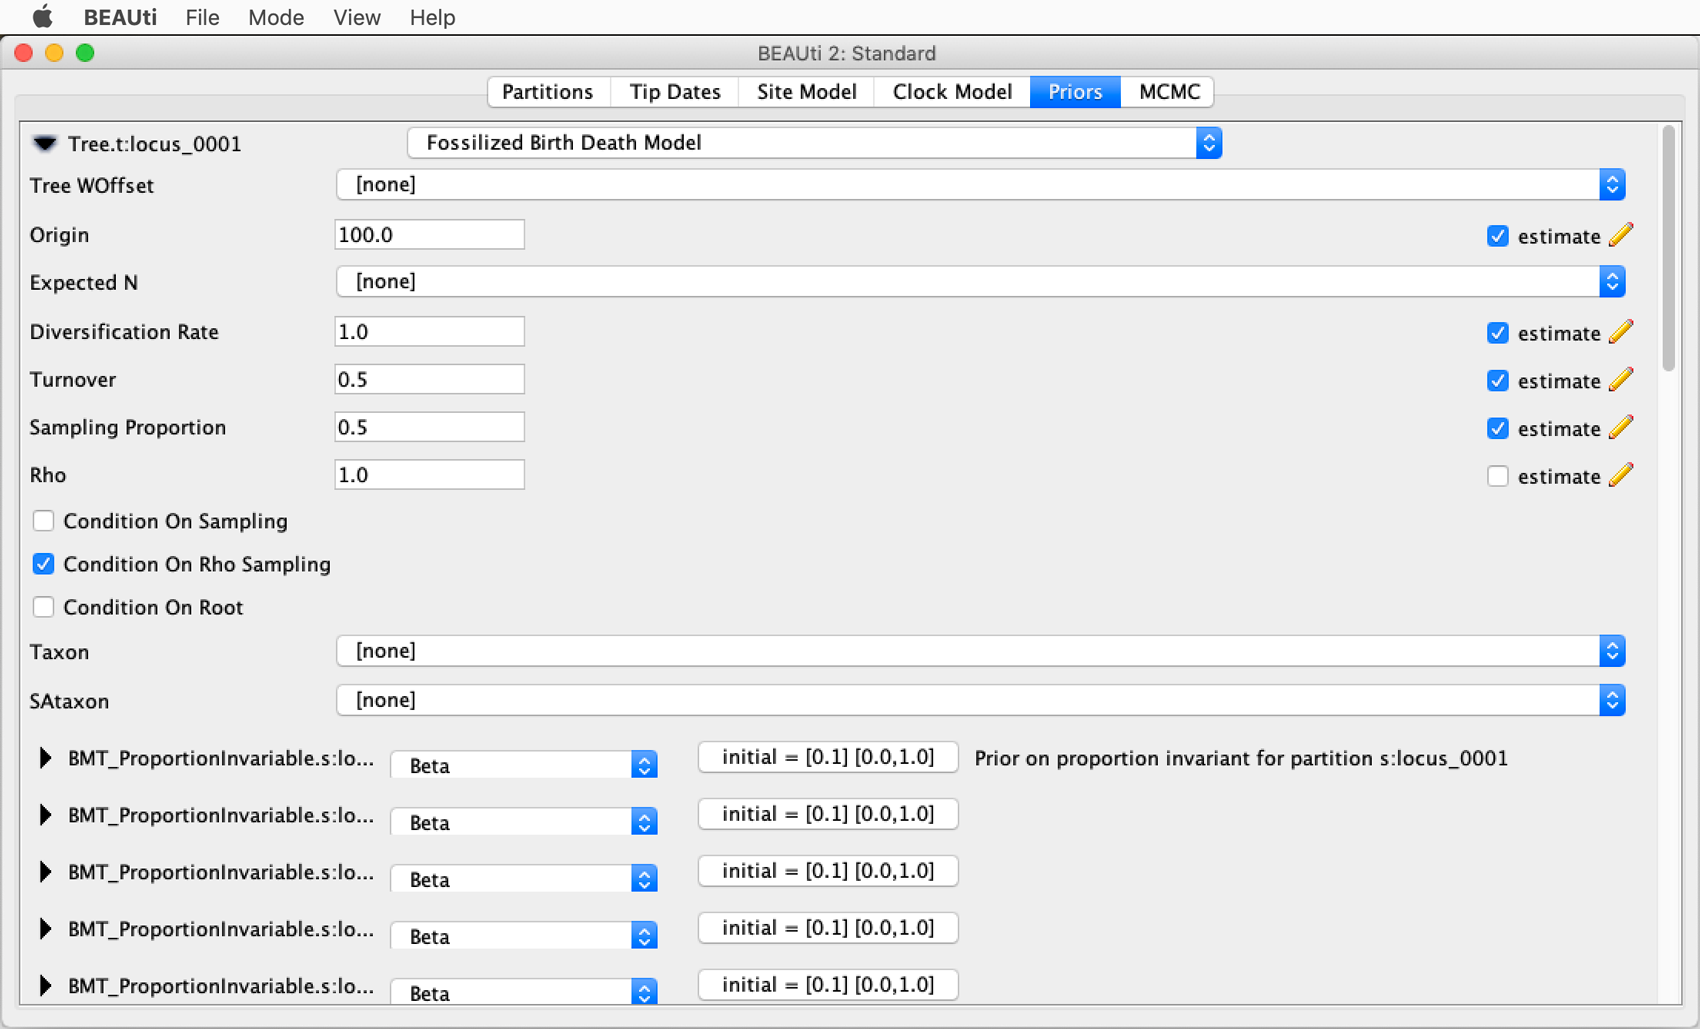 BEAUti File Mode View Help
BEAUti 2: Standard
Partitions Tip Dates Site Model Clock Model Priors MCMC
Tree.t:locus_0001 Fossilized Birth Death Model
Tree WOffset [none]
Origin 100.0 estimate
Expected N [none]
Diversification Rate 1.0 estimate
Turnover 0.5 estimate
Sampling Proportion 0.5 estimate
Rho 1.0 estimate
Condition On Sampling
Condition On Rho Sampling
Condition On Root
Taxon [none]
SAtaxon [none]
BMT_ProportionInvariable.s:lo... Beta initial = [0.1] [0.0,1.0] Prior on proportion invariant for partition s:locus_0001
BMT_ProportionInvariable.s:lo... Beta initial = [0.1] [0.0,1.0]
BMT_ProportionInvariable.s:lo... Beta initial = [0.1] [0.0,1.0]
BMT_ProportionInvariable.s:lo... Beta initial = [0.1] [0.0,1.0]
BMT_ProportionInvariable.s:lo... Beta initial = [0.1] [0.0,1.0]